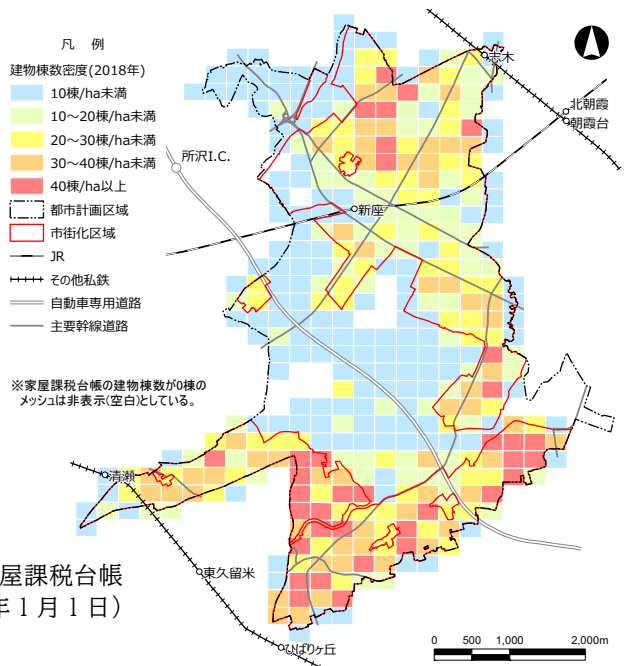 凡 例
建物棟数密度(2018年)
10棟/ha未満
10～20棟/ha未満
20～30棟/ha未満
30～40棟/ha未満
40棟/ha以上
都市計画区域
市街化区域
JR
その他私鉄
自動車専用道路
主要幹線道路
※家屋課税台帳の建物棟数が0棟の
メッシュは非表示(空白)としている。
志木
北朝霞
朝霞台
所沢I.C.
新座
清瀬
東久留米
ひばりヶ丘
屋課税台帳
年１月１日）
0 500 1,000 2,000m